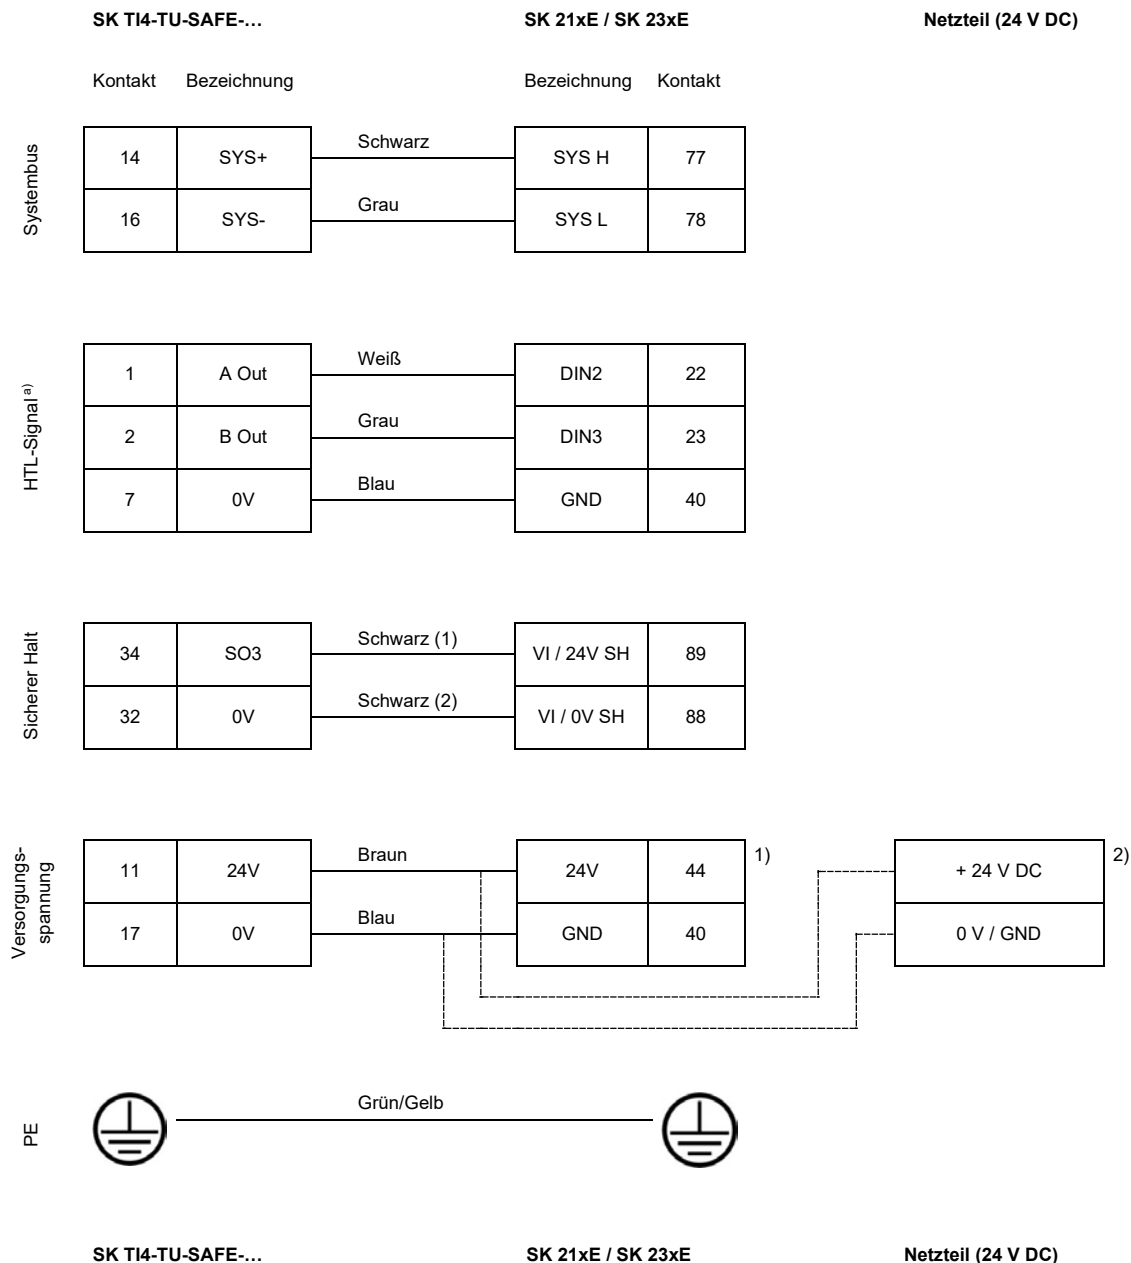 SK TI4-TU-SAFE-… SK 21xE / SK 23xE Netzteil (24 V DC)
Kontakt Bezeichnung Bezeichnung Kontakt
Systembus
14 SYS+ Schwarz SYS H 77
16 SYS- Grau SYS L 78
HTL-Signal a)
1 A Out Weiß DIN2 22
2 B Out Grau DIN3 23
7 0V Blau GND 40
Sicherer Halt
34 SO3 Schwarz (1) VI / 24V SH 89
32 0V Schwarz (2) VI / 0V SH 88
Versorgungs-
spannung
11 24V Braun 24V 44 1) + 24 V DC 2)
17 0V Blau GND 40 0 V / GND
PE
Grün/Gelb
SK TI4-TU-SAFE-… SK 21xE / SK 23xE Netzteil (24 V DC)